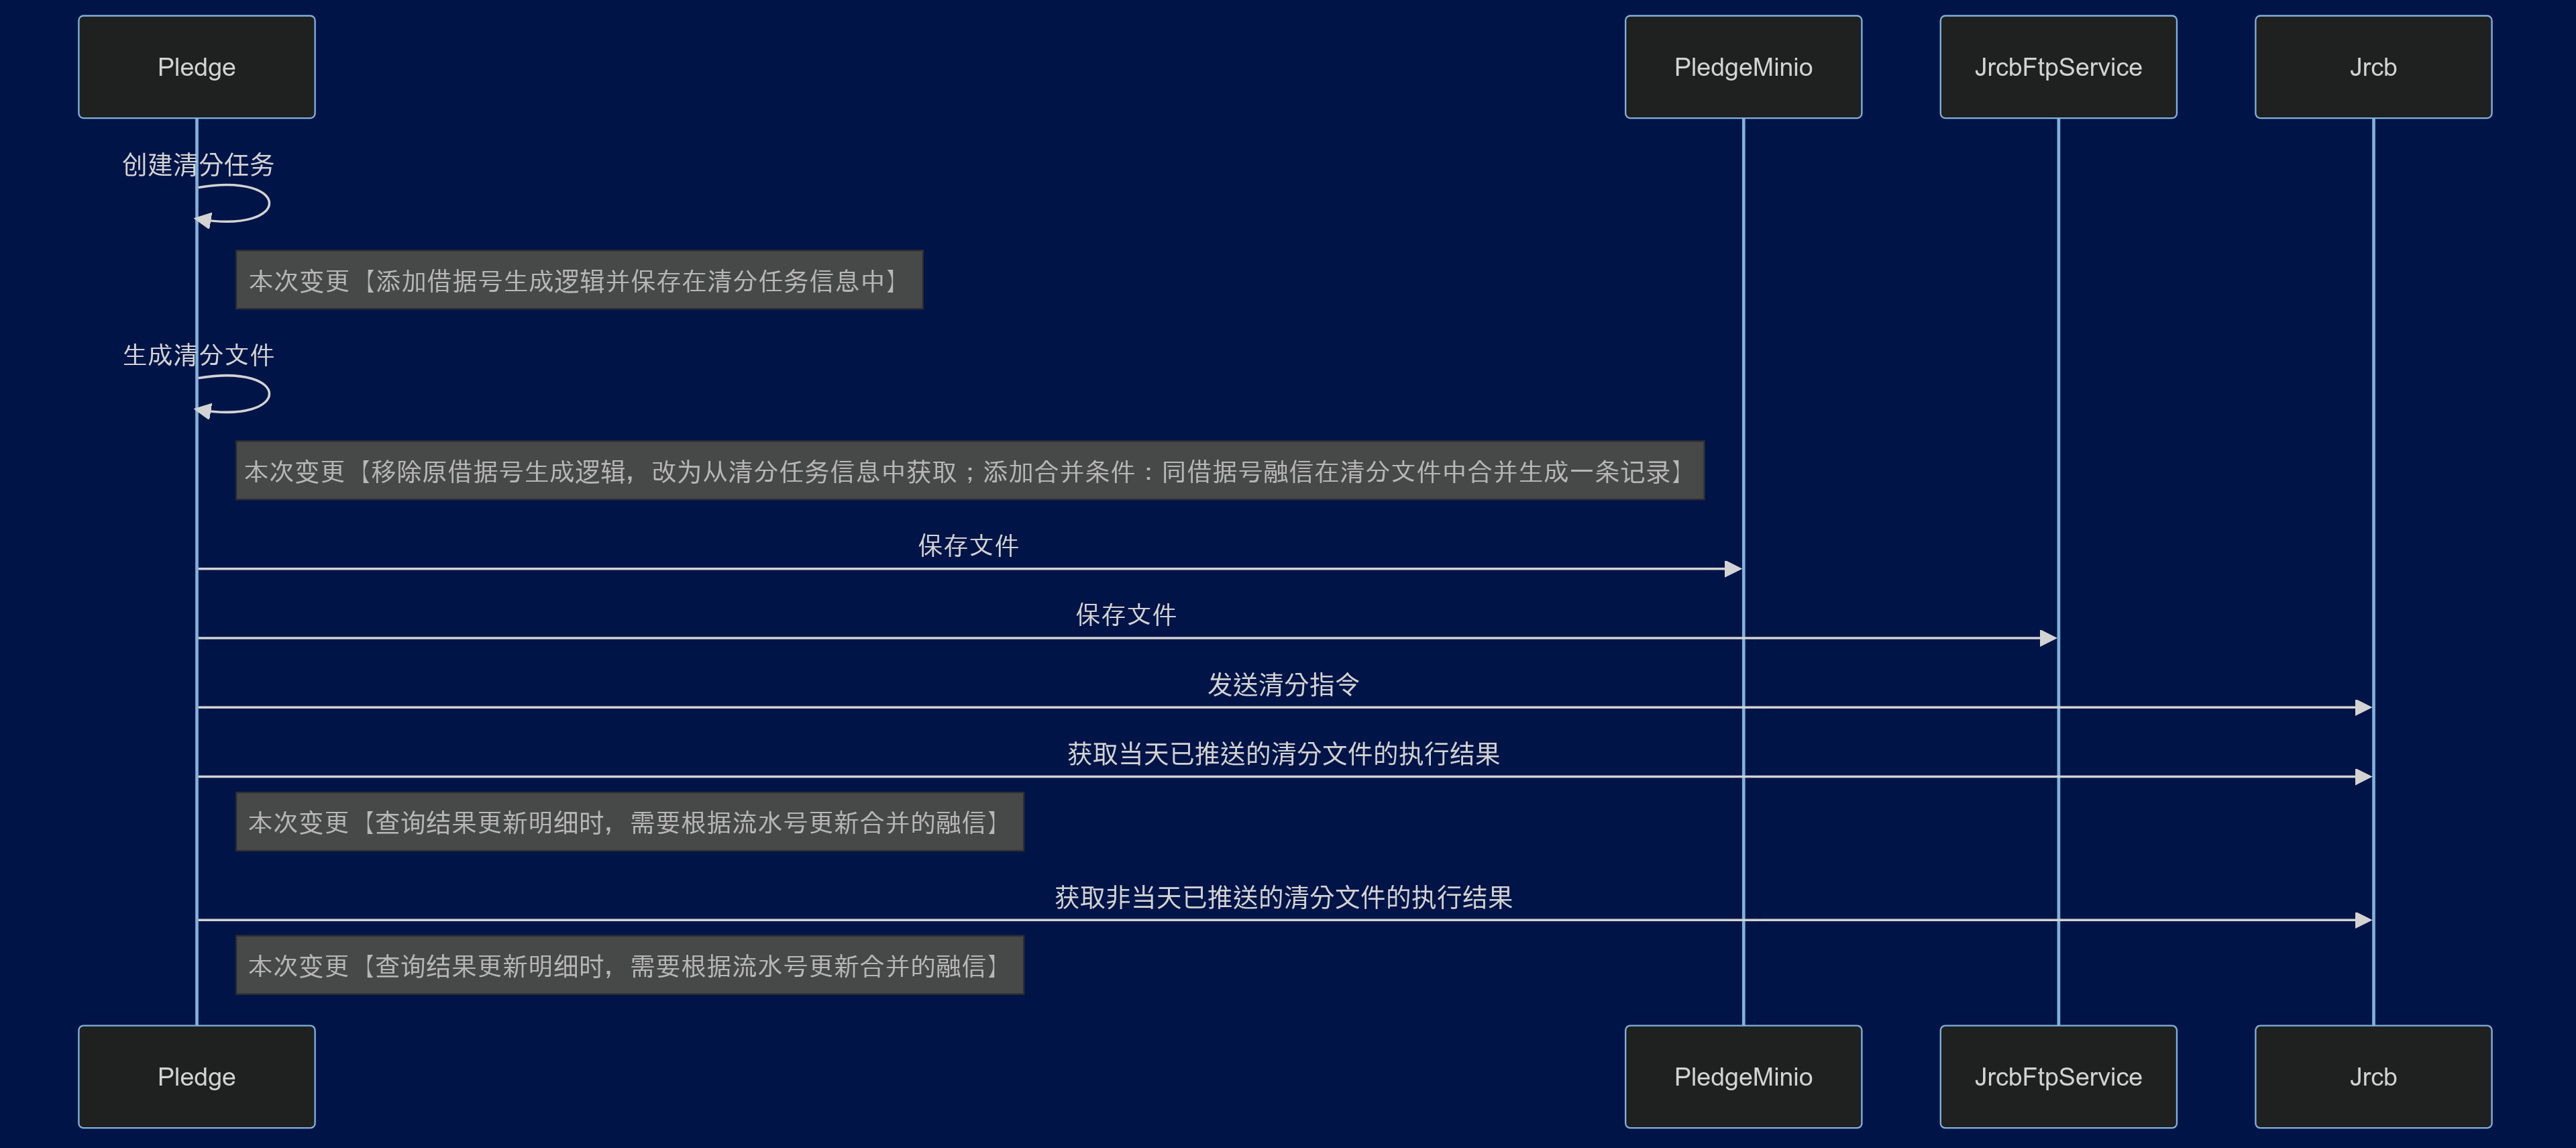 Pledge
PledgeMinio
JrcbFtpService
Jrcb
创建清分任务
本次变更【添加借据号生成逻辑并保存在清分任务信息中】
生成清分文件
本次变更【移除原借据号生成逻辑，改为从清分任务信息中获取；添加合并条件：同借据号融信在清分文件中合并生成一条记录】
保存文件
保存文件
发送清分指令
获取当天已推送的清分文件的执行结果
本次变更【查询结果更新明细时，需要根据流水号更新合并的融信】
获取非当天已推送的清分文件的执行结果
本次变更【查询结果更新明细时，需要根据流水号更新合并的融信】
Pledge
PledgeMinio
JrcbFtpService
Jrcb